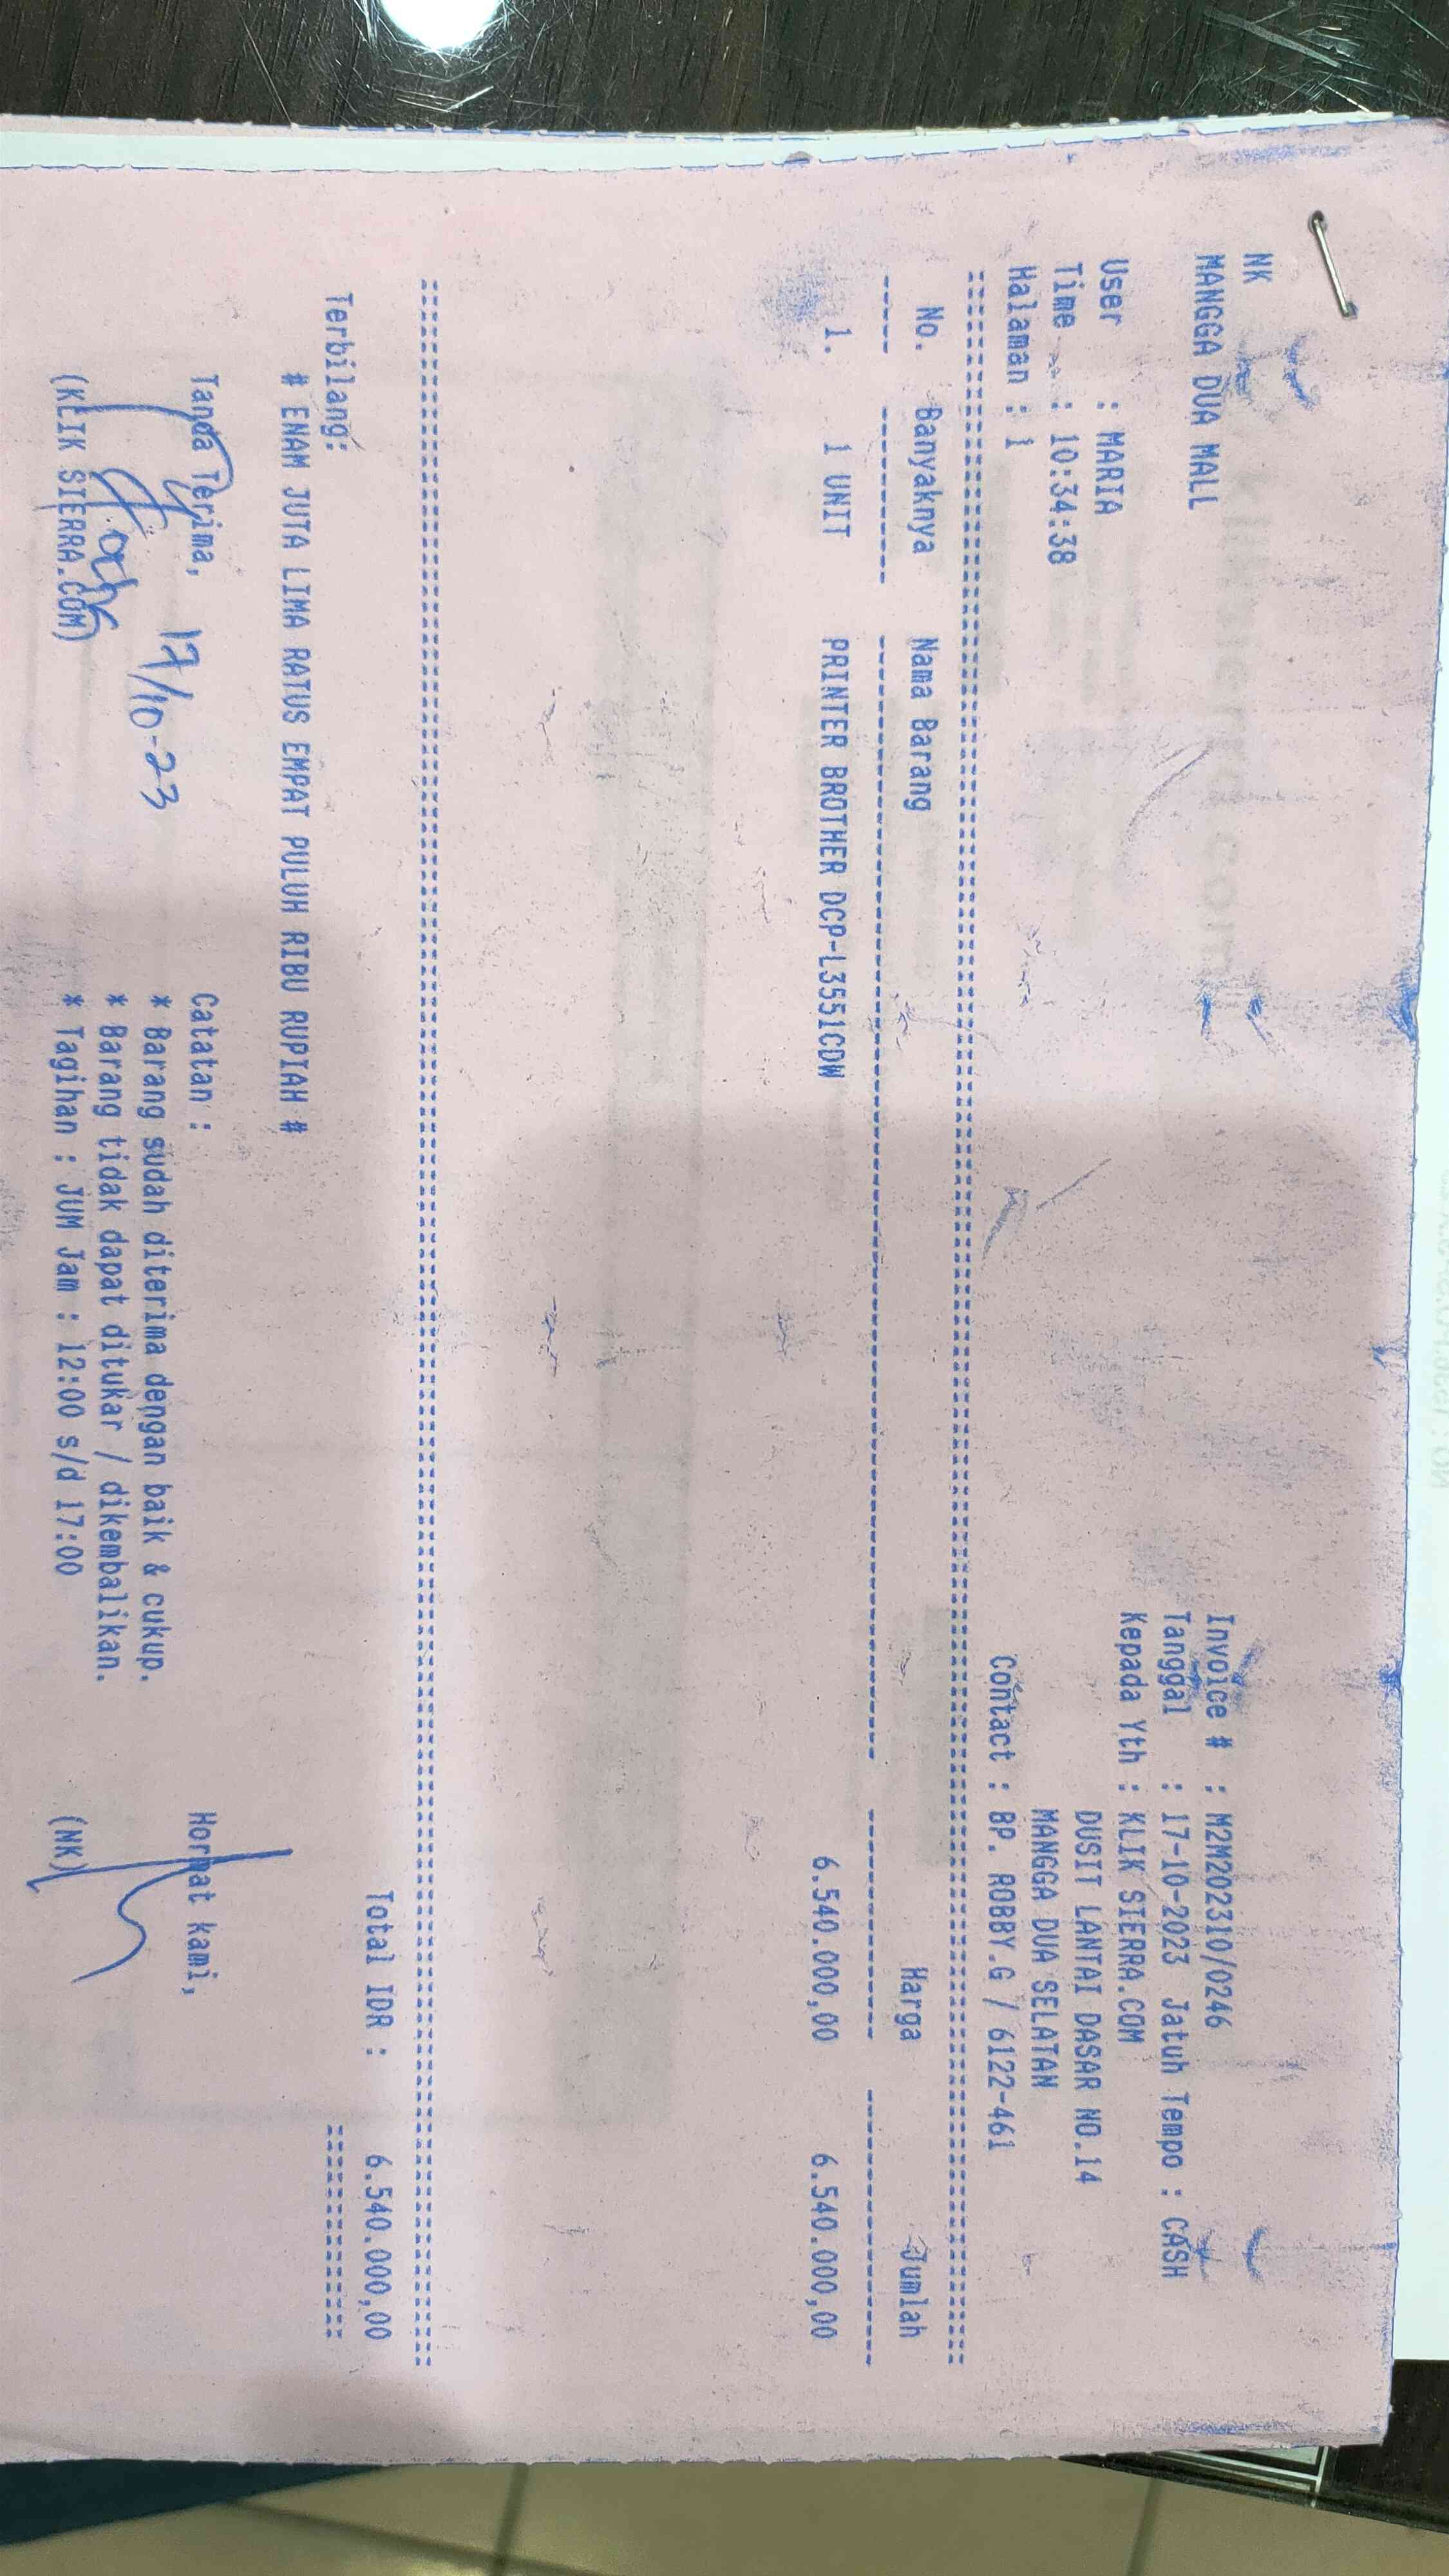 NK
MANGGA DUA MALL
Invoice # : M2M202310/0246
Tanggal : 17-10-2023 Jatuh Tempo : CASH
User : MARIA
Kepada Yth : KLIK SIERRA.COM
Time : 10:34:38
DUSIT LANTAI DASAR NO.14
Halaman : 1
MANGGA DUA SELATAN
Contact : BP. ROBBY.G / 6122-461
No. Banyaknya Nama Barang Harga Jumlah
1. 1 UNIT PRINTER BROTHER DCP-L3551CDW 6.540.000,00 6.540.000,00
Total IDR : 6.540.000,00
Terbilang:
# ENAM JUTA LIMA RATUS EMPAT PULUH RIBU RUPIAH #
Tanda Terima, Catatan : Hormat kami,
17/10-23 * Barang sudah diterima dengan baik & cukup.
* Barang tidak dapat ditukar / dikembalikan.
(KLIK SIERRA.COM) * Tagihan : JUM Jam : 12:00 s/d 17:00 (NK)